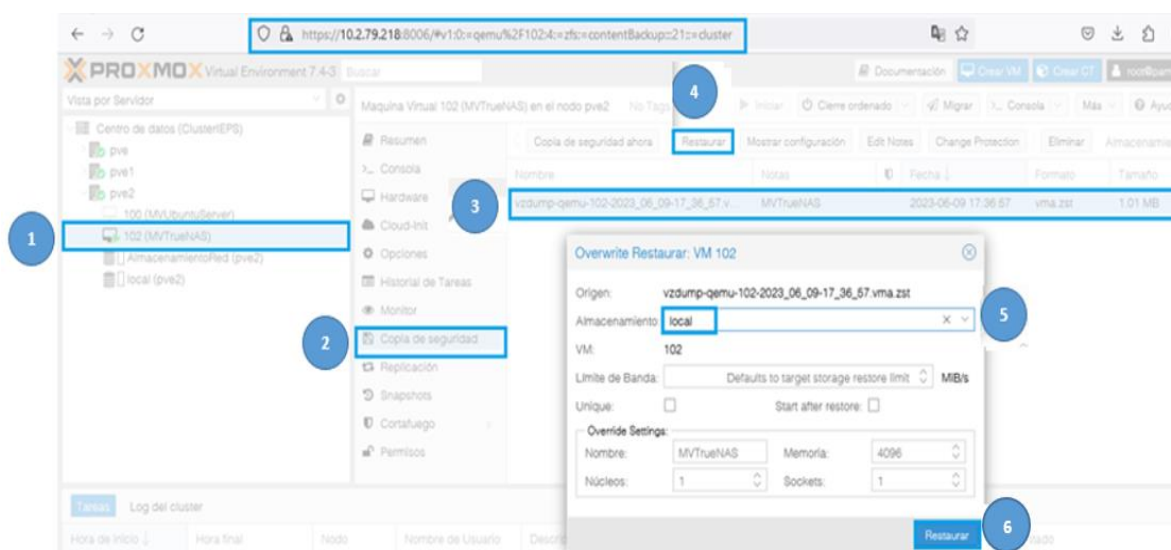 https://10.2.79.218:8006/#v1:0:=qemu%2F102:4:=zfs:=contentBackup::21::=cluster
PROXMOX Virtual Environment 7.4-3 Buscar Documentación Crear VM Crear CT
Vista por Servidor
Maquina Virtual 102 (MVTrueNAS) en el nodo pve2 No Tags Iniciar Cierre ordenado Migrar Consola Más
4
Centro de datos (ClusterIEPS)
pve
pve1
pve2
100 (MVUbuntuServer)
102 (MVTrueNAS)
AlmacenamientoRed (pve2)
local (pve2)
1
Resumen
Consola
Hardware
Cloud-Init
Opciones
Historial de Tareas
Monitor
Copia de seguridad
Replicación
Snapshots
Cortafuego
Permisos
2
Copia de seguridad ahora Restaurar Mostrar configuración Edit Notes Change Protection Eliminar
Nombre Notas Fecha Formato Tamaño
vzdump-qemu-102-2023_06_09-17_36_57.v... MVTrueNAS 2023-06-09 17:36:57 vma.zst 1.01 MB
3
Overwrite Restaurar: VM 102
Origen: vzdump-qemu-102-2023_06_09-17_36_57.vma.zst
Almacenamiento local
5
VM: 102
Límite de Banda: Defaults to target storage restore limit MiB/s
Unique: Start after restore:
Override Settings:
Nombre: MVTrueNAS Memoria: 4096
Núcleos: 1 Sockets: 1
Restaurar
6
Tareas Log del cluster
Hora de Inicio Hora final Nodo Nombre de Usuario